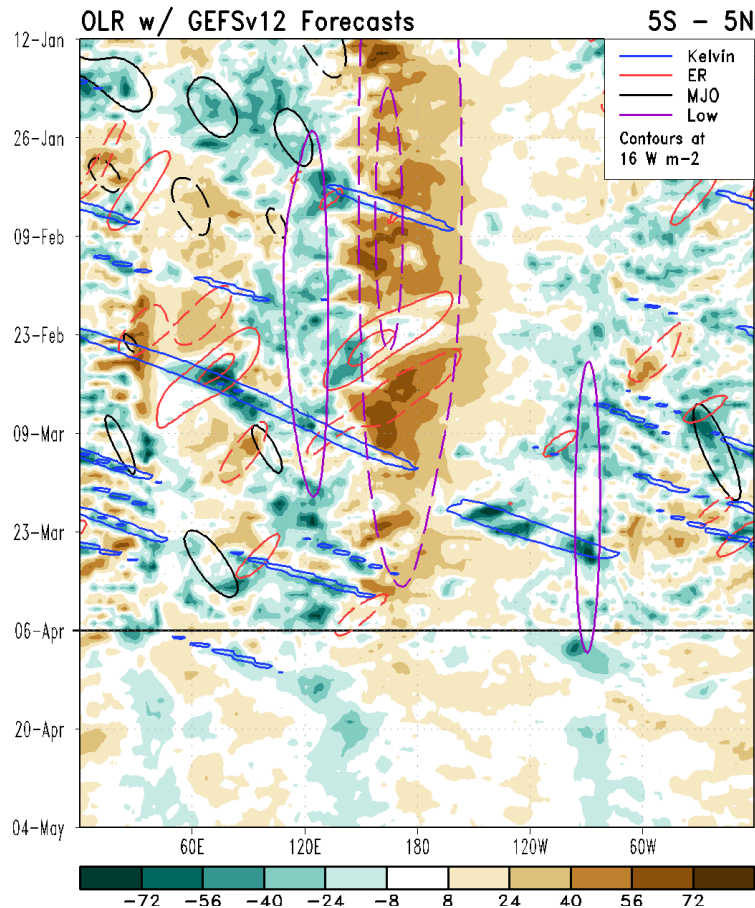 OLR w/ GEFSv12 Forecasts 5S - 5N
12-Jan
26-Jan
09-Feb
23-Feb
09-Mar
23-Mar
06-Apr
20-Apr
04-May
Kelvin
ER
MJO
Low
Contours at
16 W m-2
60E 120E 180 120W 60W
-72 -56 -40 -24 -8 8 24 40 56 72